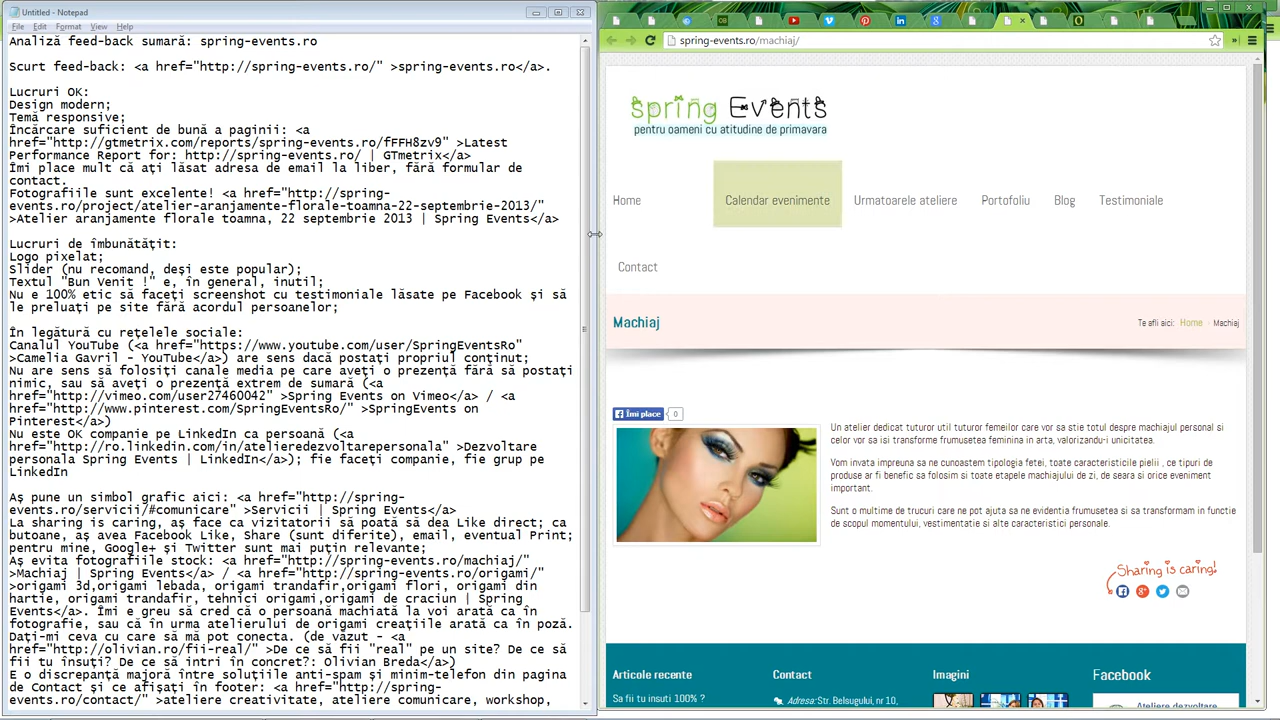 Untitled - Notepad
File Edit Format View Help
Analiză feed-back sumară: spring-events.ro
Scurt feed-back: <a href="http://spring-events.ro/" >spring-events.ro</a>.
Lucruri OK:
Design modern;
Temă responsive;
Încărcare suficient de bună a paginii: <a
href="http://gtmetrix.com/reports/spring-events.ro/fFFH8zv9" >Latest
Performance Report for: http://spring-events.ro/ | GTmetrix</a>
Îmi place mult că ați lăsat adresa de email la liber, fără formular de
contact.
Fotografiile sunt excelente! <a href="http://spring-
events.ro/proiect/atelier-aranjamente-florale-toamna-22-septembrie-2013/"
>Atelier aranjamente florale toamna, 22 septembrie 2013 | Spring Events</a>
Lucruri de îmbunătățit:
Logo pixelat;
Slider (nu recomand, deși este popular);
Textul "Bun Venit !" e, în general, inutil;
Nu e 100% etic să faceți screenshot cu testimoniale lăsate pe Facebook și să
le preluați pe site fără acordul persoanelor;
În legătură cu rețelele sociale:
Canalul YouTube (<a href="https://www.youtube.com/user/SpringEventsRo"
>Camelia Gavril - YouTube</a>) are sens dacă postați propriul conținut;
Nu are sens să folosiți canale media pe care aveți o prezență fără să postați
nimic, sau să aveți o prezență extrem de sumară (<a
href="http://vimeo.com/user27460042" >Spring Events on Vimeo</a> / <a
href="http://www.pinterest.com/SpringEventsRo/" >SpringEvents on
Pinterest</a>)
Nu este OK companie pe LinkedIn ca persoană (<a
href="http://ro.linkedin.com/in/atelieredezvoltarepersonala" >Dezvoltare
personala Spring Events | LinkedIn</a>); fie faceți companie, fie grup pe
LinkedIn
Aș pune un simbol grafic aici: <a href="http://spring-
events.ro/servicii/#comunicare" >Servicii | Spring Events</a>
La sharing is caring, aș face ca vizitatorii să poată să dea Like direct; ca
butoane, aș avea Facebook Like, Share (sunt diferite), email, eventual Print;
pentru mine, Google+ și Twitter sunt mai puțin relevante;
Aș evita fotografiile stock: <a href="http://spring-events.ro/machiaj/"
>Machiaj | Spring Events</a> / <a href="http://spring-events.ro/origami/"
>origami 3d,origami lebada, origami trandafir,origami flori, origami din
hartie, origami trandafir, tehnici origami,origami de craciun | Spring
Events</a>. Îmi e greu să cred că o persoană machiată la voi arată ca în
fotografie, sau că în urma atelierului de origami creațiile arată ca în poză.
Dați-mi ceva cu care să mă pot conecta. (de văzut - <a
href="http://olivian.ro/fii-real/" >De ce să fii "real" pe un site? De ce să
fii tu însuți? De ce să intri în concret?: Olivian Breda</a>)
E o discrepanță majoră între soluțiile anti-spam și minim-telefon pe pagina
de Contact și ce afișați în footer <a href="http://spring-
events.ro/contact/" >ateliere creativitate, ateliere comunicare, workshop,
spring-events.ro/machiaj/
spring Events
pentru oameni cu atitudine de primavara
Home Calendar evenimente Urmatoarele ateliere Portofoliu Blog Testimoniale
Contact
Machiaj
Te afli aici: Home · Machiaj
Îmi place 0
Un atelier dedicat tuturor util tuturor femeilor care vor sa stie totul despre machiajul personal si
celor vor sa isi transforme frumusetea feminina in arta, valorizandu-i unicitatea.
Vom invata impreuna sa ne cunoastem tipologia fetei, toate caracteristicile pielii , ce tipuri de
produse ar fi benefic sa folosim si toate etapele machiajului de zi, de seara si orice eveniment
important.
Sunt o multime de trucuri care ne pot ajuta sa ne evidentia frumusetea si sa transformam in functie
de scopul momentului, vestimentatie si alte caracteristici personale.
Sharing is caring!
Articole recente
Sa fii tu insuti 100% ?
Contact
Adresa: Str. Belsugului, nr 10,
Imagini
Facebook
Ateliere dezvoltare